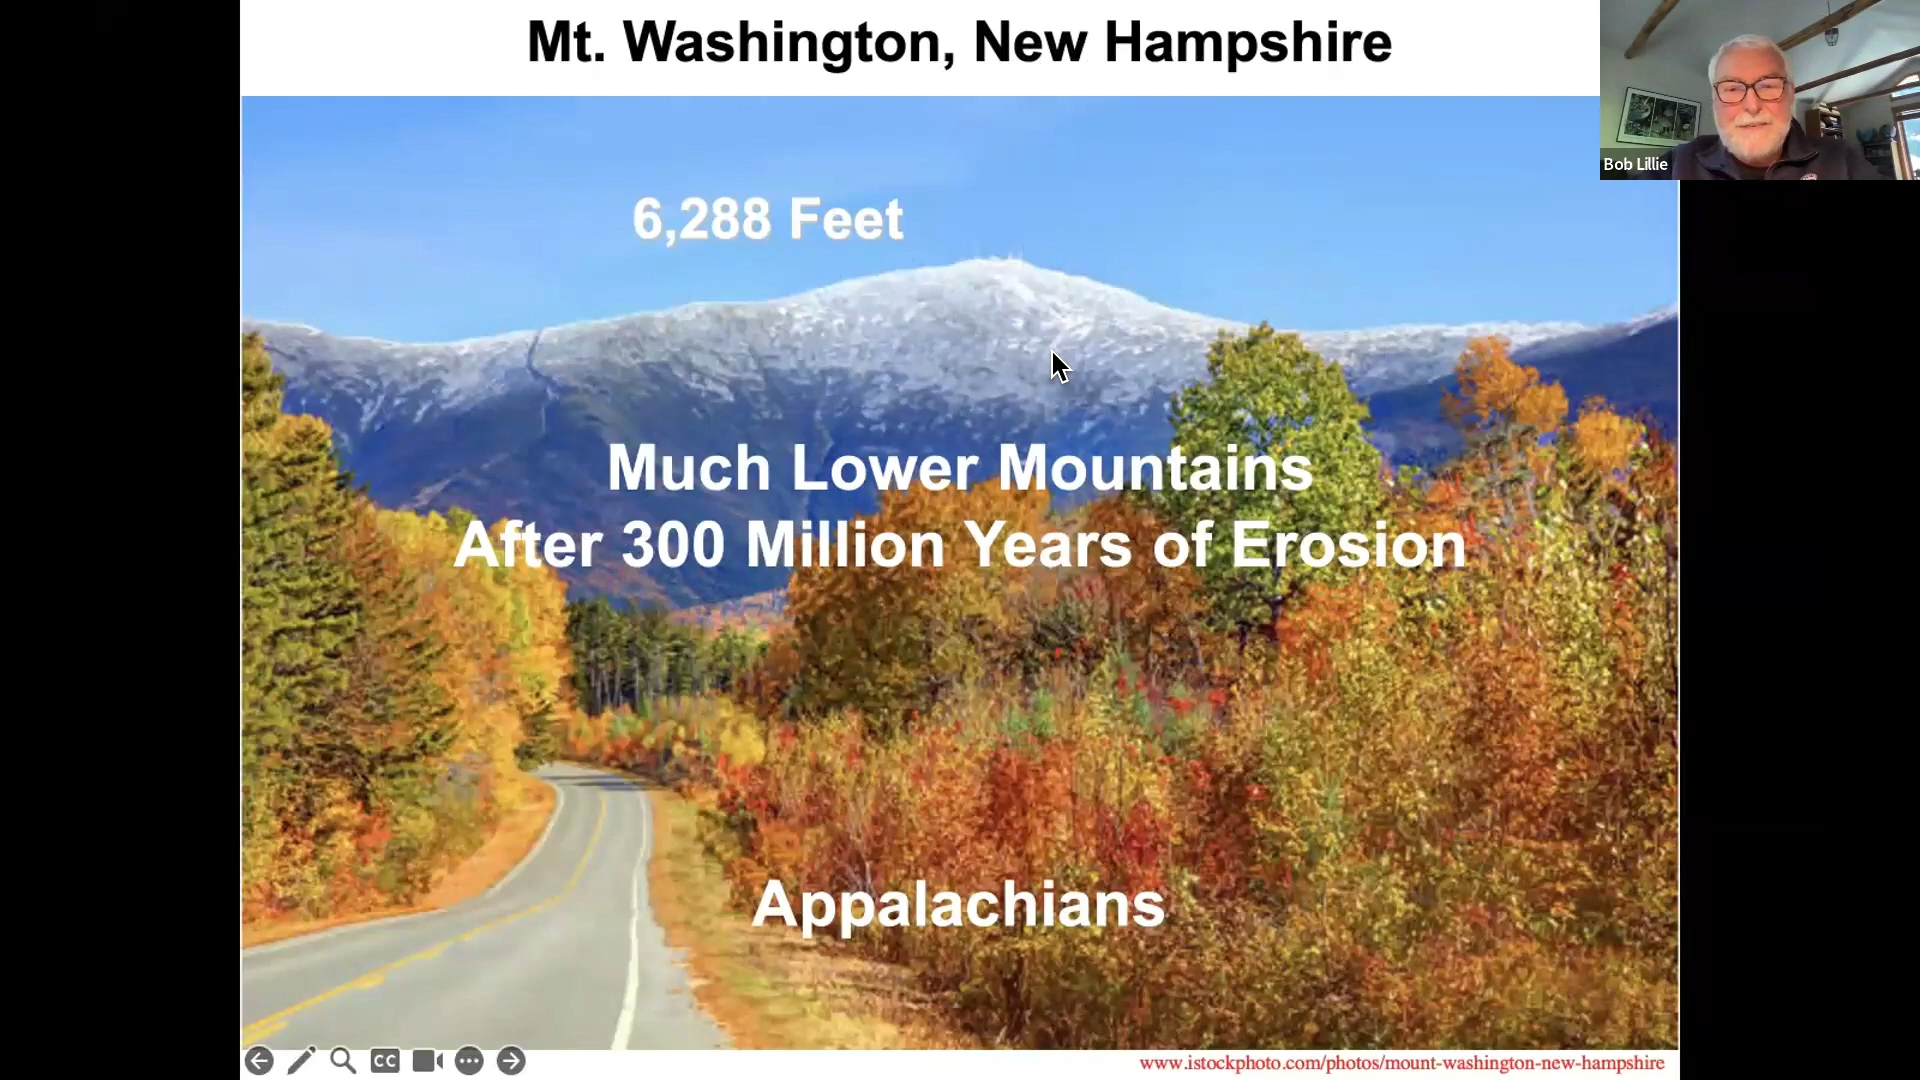 Mt. Washington, New Hampshire
Bob Lillie
6,288 Feet
Much Lower Mountains
After 300 Million Years of Erosion
Appalachians
CC
www.istockphoto.com/photos/mount-washington-new-hampshire